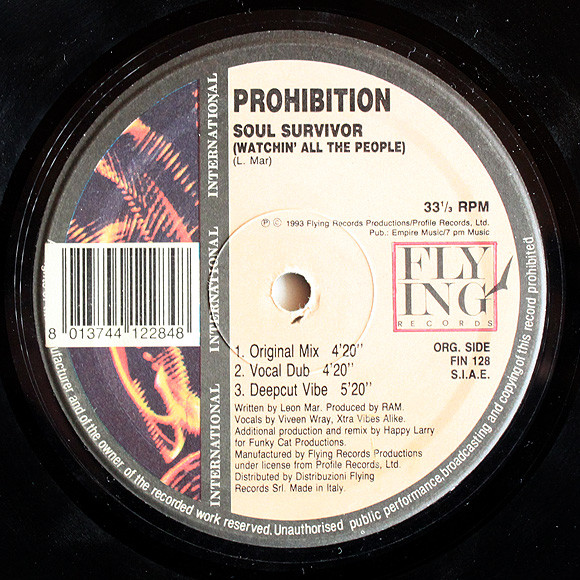 PROHIBITION
SOUL SURVIVOR
(WATCHIN' ALL THE PEOPLE)
(L. Mar)
33 1/3 RPM
℗ © 1993 Flying Records Productions/Profile Records, Ltd.
Pub.: Empire Music/7 pm Music
FLY
ING
RECORDS
ORG. SIDE
FIN 128
S.I.A.E.
1. Original Mix 4'20''
2. Vocal Dub 4'20''
3. Deepcut Vibe 5'20''
Written by Leon Mar. Produced by RAM.
Vocals by Viveen Wray, Xtra Vibes Alike.
Additional production and remix by Happy Larry
for Funky Cat Productions.
Manufactured by Flying Records Productions
under license from Profile Records, Ltd.
Distributed by Distribuzioni Flying
Records Srl. Made in Italy.
INTERNATIONAL
INTERNATIONAL
INTERNATIONAL
8 013744 122848
manufacturer and of the owner of the recorded work reserved. Unauthorised public performance, broadcasting and copying of this record prohibited